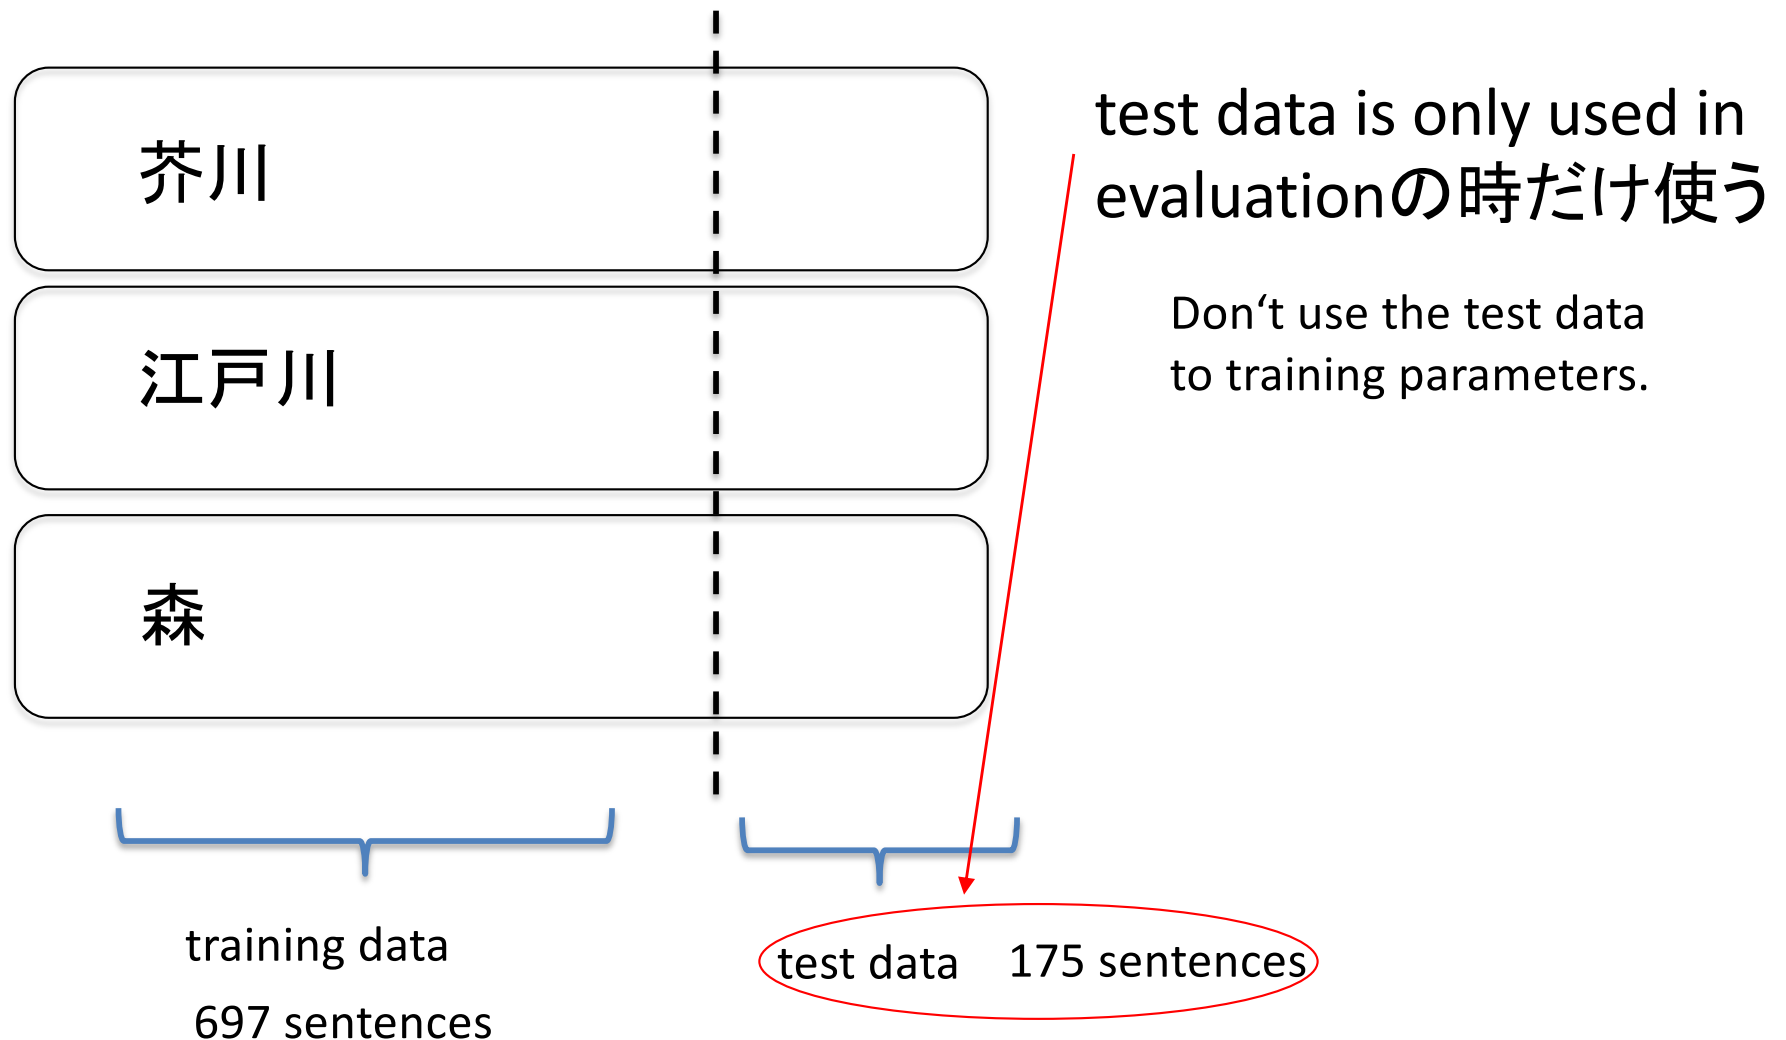 芥川
江戸川
森
test data is only used in
evaluationの時だけ使う
Don‘t use the test data
to training parameters.
training data
697 sentences
test data 175 sentences